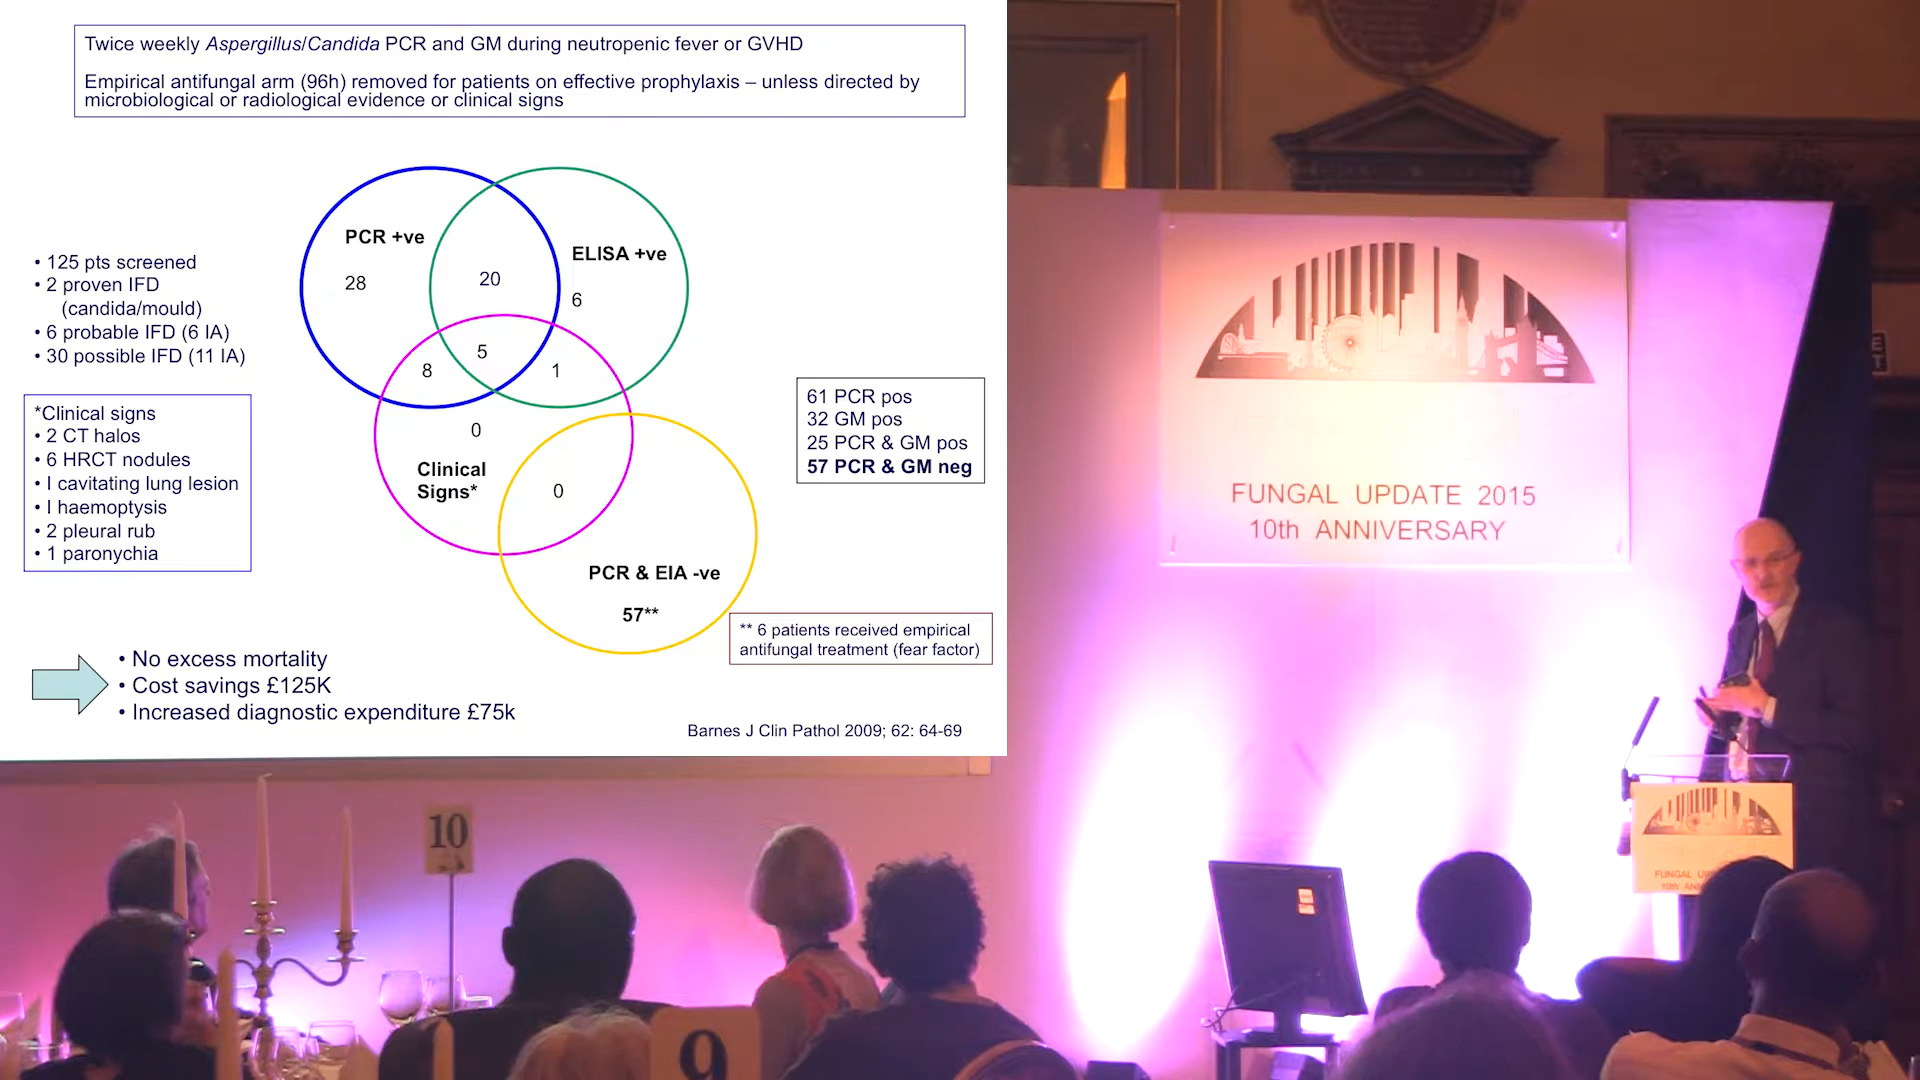 Twice weekly Aspergillus/Candida PCR and GM during neutropenic fever or GVHD
Empirical antifungal arm (96h) removed for patients on effective prophylaxis – unless directed by
microbiological or radiological evidence or clinical signs
PCR +ve
28
20
ELISA +ve
6
5
8
1
0
Clinical
Signs*
0
PCR & EIA -ve
57**
• 125 pts screened
• 2 proven IFD
(candida/mould)
• 6 probable IFD (6 IA)
• 30 possible IFD (11 IA)
*Clinical signs
• 2 CT halos
• 6 HRCT nodules
• I cavitating lung lesion
• I haemoptysis
• 2 pleural rub
• 1 paronychia
61 PCR pos
32 GM pos
25 PCR & GM pos
57 PCR & GM neg
** 6 patients received empirical
antifungal treatment (fear factor)
• No excess mortality
• Cost savings £125K
• Increased diagnostic expenditure £75k
Barnes J Clin Pathol 2009; 62: 64-69
FUNGAL UPDATE 2015
10th ANNIVERSARY
FUNGAL
10th
10
9